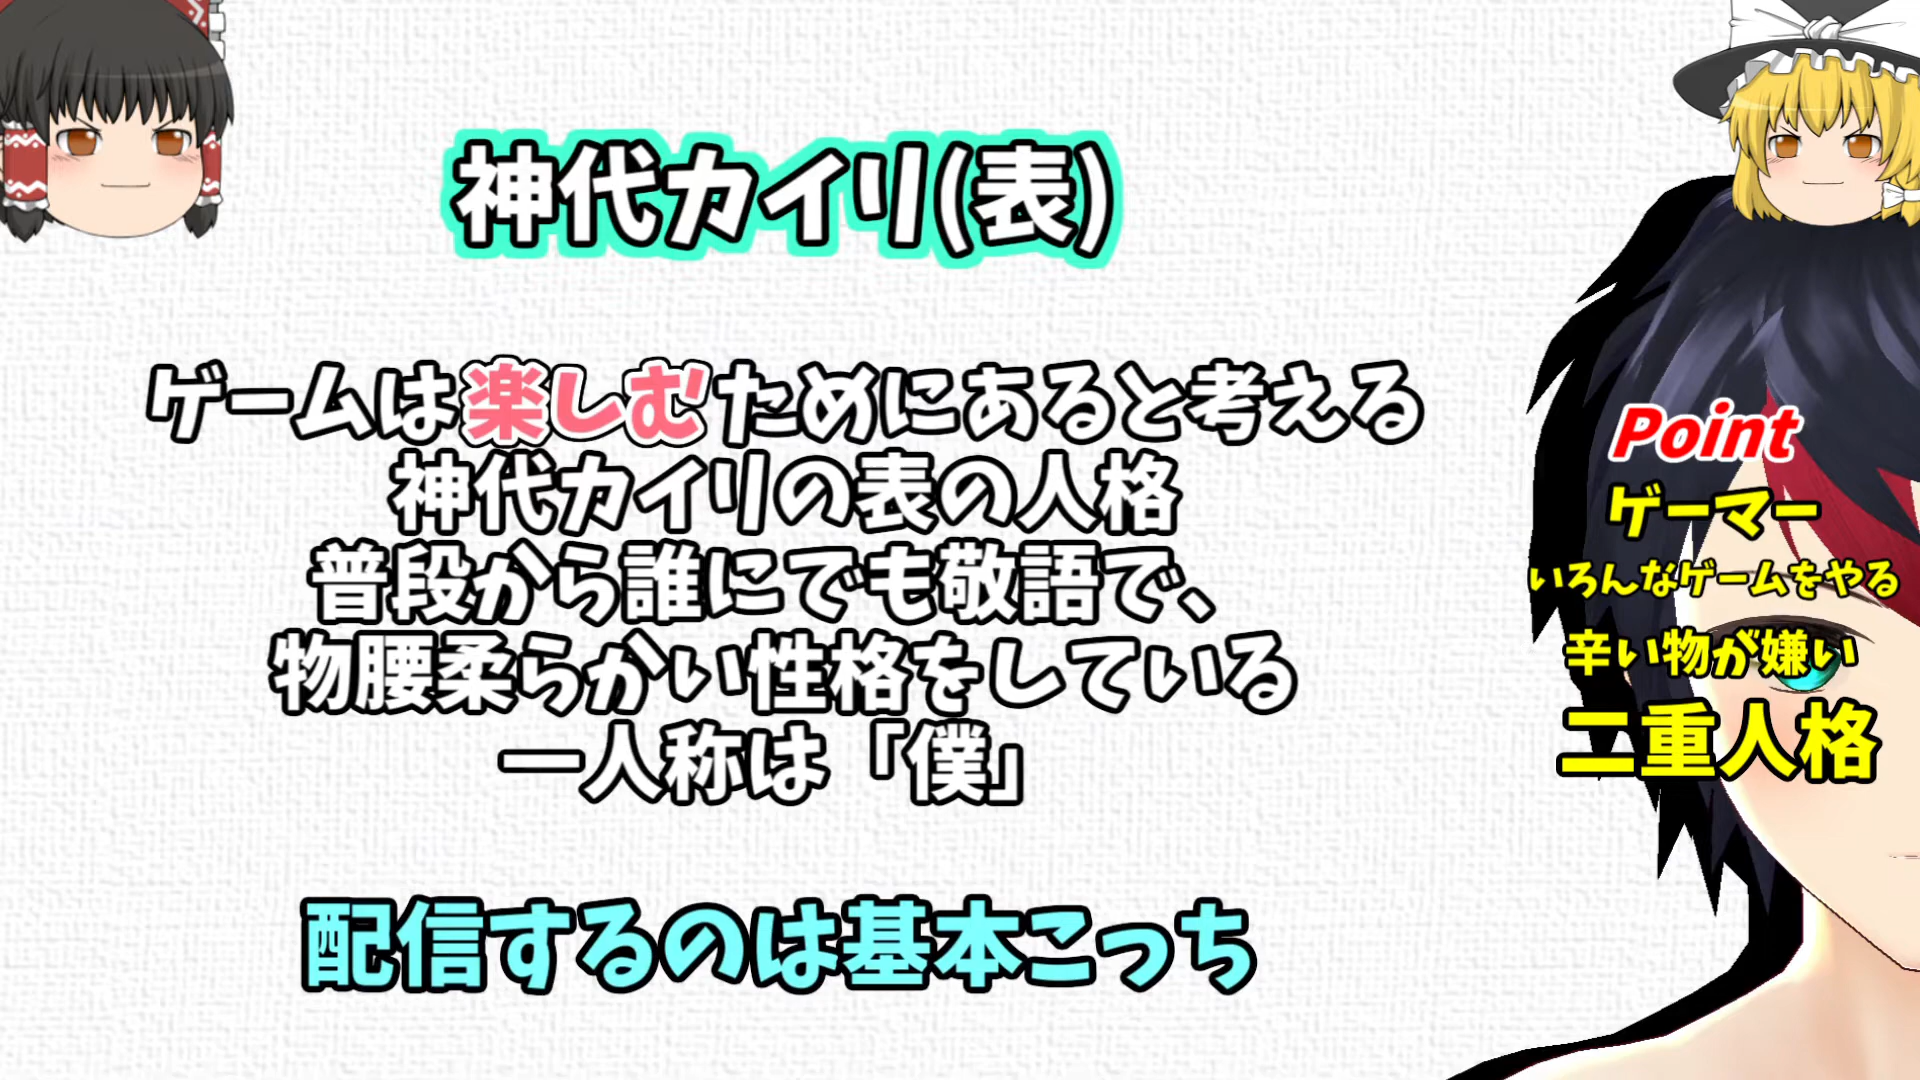 神代カイリ(表)
ゲームは楽しむためにあると考える
神代カイリの表の人格
普段から誰にでも敬語で、
物腰柔らかい性格をしている
一人称は「僕」
配信するのは基本こっち
Point
ゲーマー
いろんなゲームをやる
辛い物が嫌い
二重人格